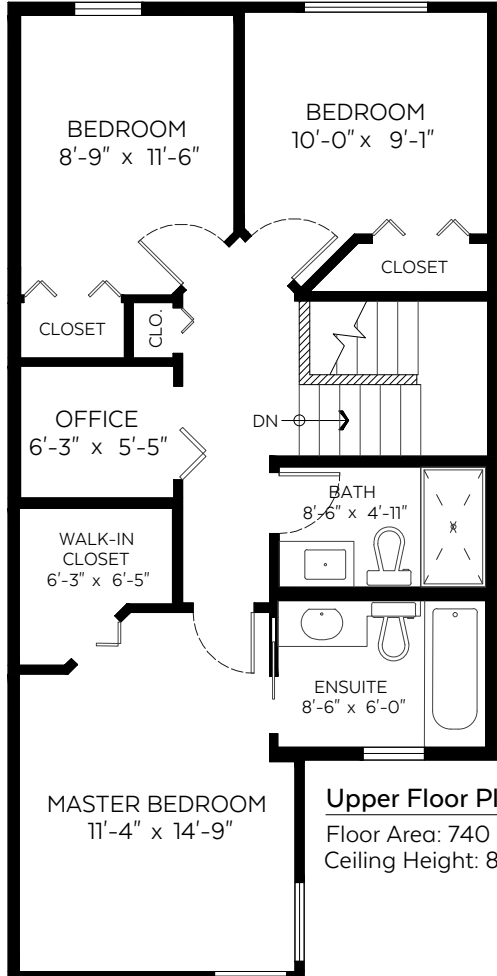 BEDROOM
8'-9" x 11'-6"
BEDROOM
10'-0" x 9'-1"
CLOSET
CLOSET
CLO.
OFFICE
6'-3" x 5'-5"
DN
BATH
8'-6" x 4'-11"
WALK-IN
CLOSET
6'-3" x 6'-5"
ENSUITE
8'-6" x 6'-0"
MASTER BEDROOM
11'-4" x 14'-9"
Upper Floor Pl
Floor Area: 740
Ceiling Height: 8